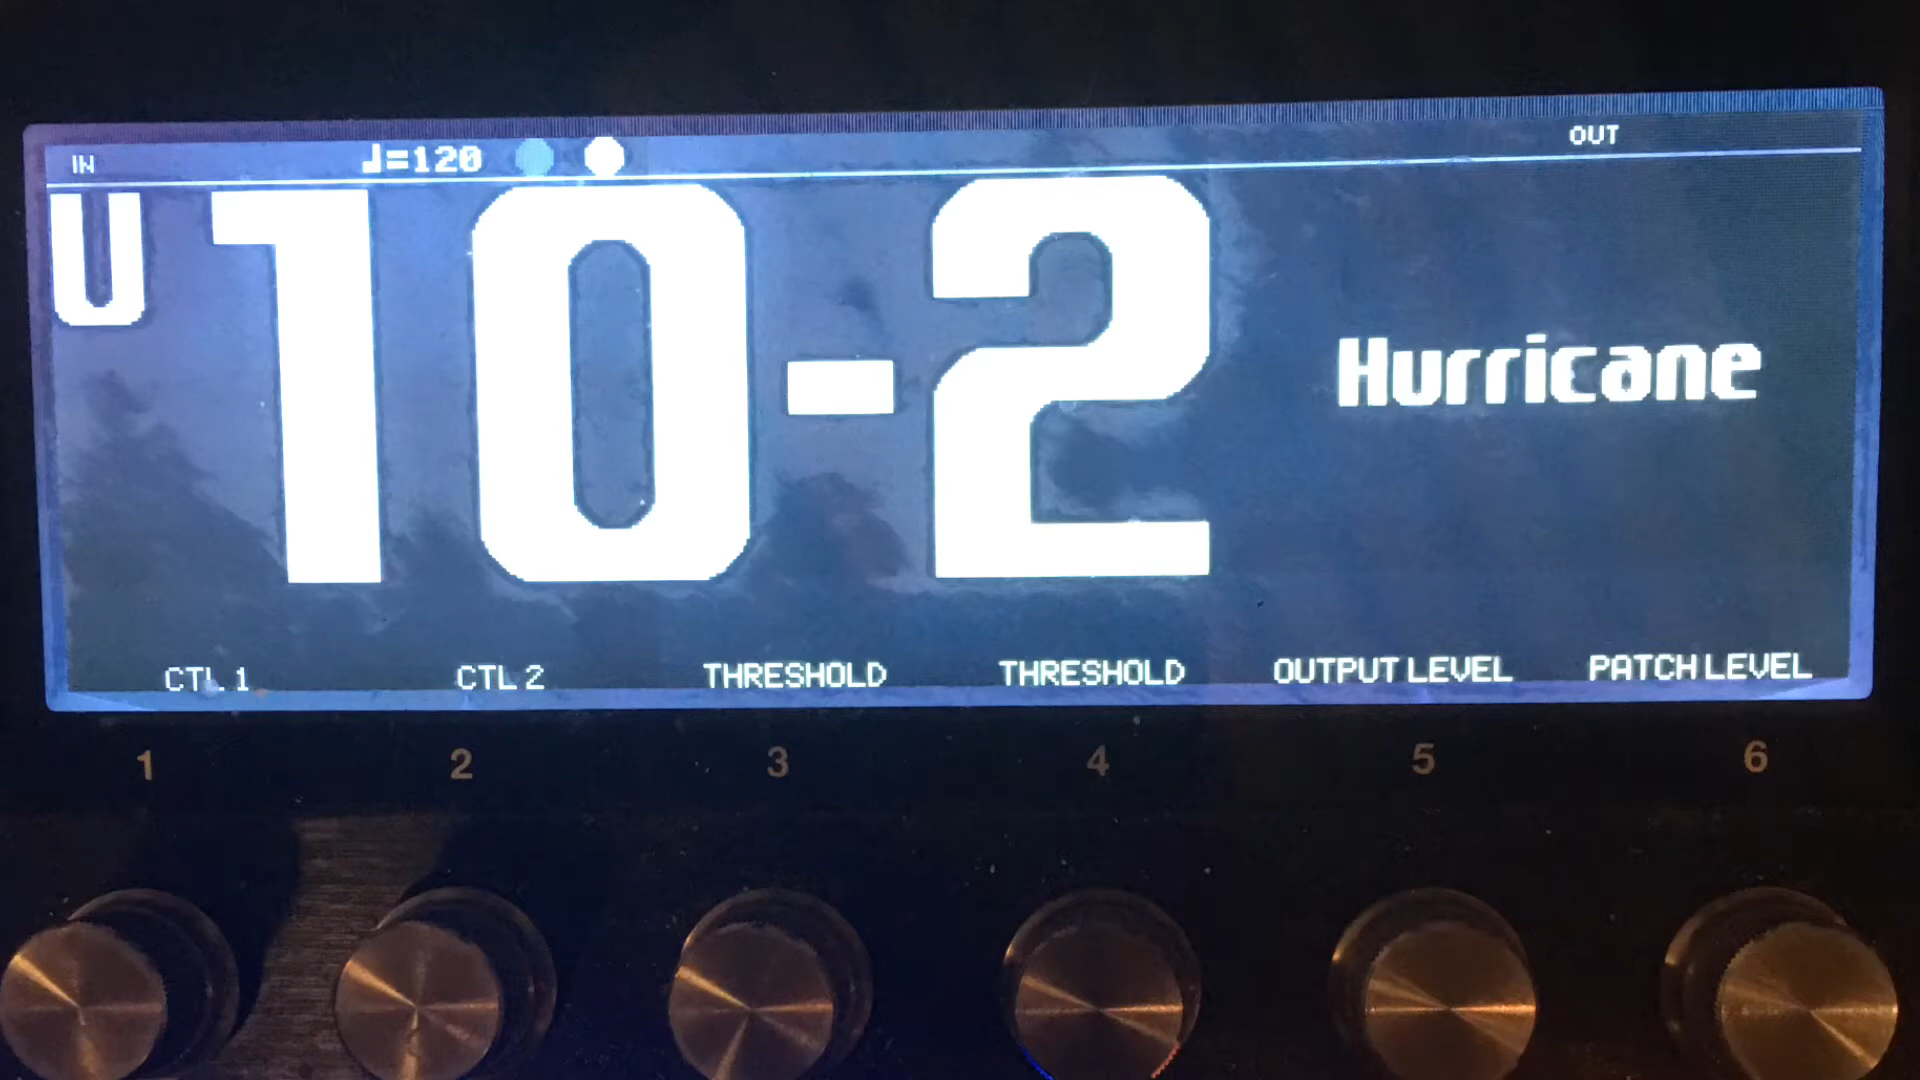 IN ♩=120 OUT
U10-2 Hurricane
CTL 1 CTL 2 THRESHOLD THRESHOLD OUTPUT LEVEL PATCH LEVEL
1 2 3 4 5 6